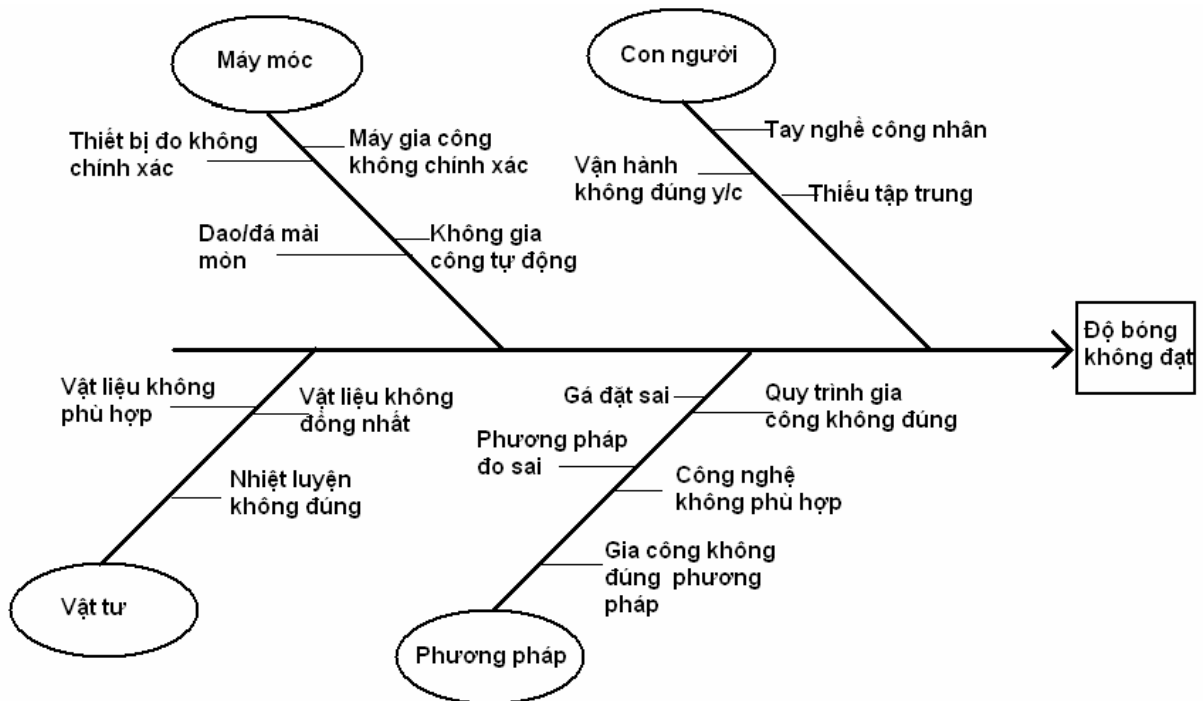 Máy móc
Con người
Thiết bị đo không
chính xác
Máy gia công
không chính xác
Tay nghề công nhân
Vận hành
không đúng y/c
Thiếu tập trung
Dao/đá mài
mòn
Không gia
công tự động
Độ bóng
không đạt
Vật liệu không
phù hợp
Vật liệu không
đồng nhất
Gá đặt sai
Quy trình gia
công không đúng
Phương pháp
đo sai
Nhiệt luyện
không đúng
Công nghệ
không phù hợp
Gia công không
đúng phương
pháp
Vật tư
Phương pháp